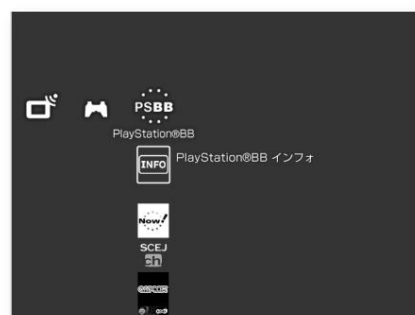 PSBB
PlayStation®BB
INFO
PlayStation®BB インフォ
Now!
SCEJ
ch